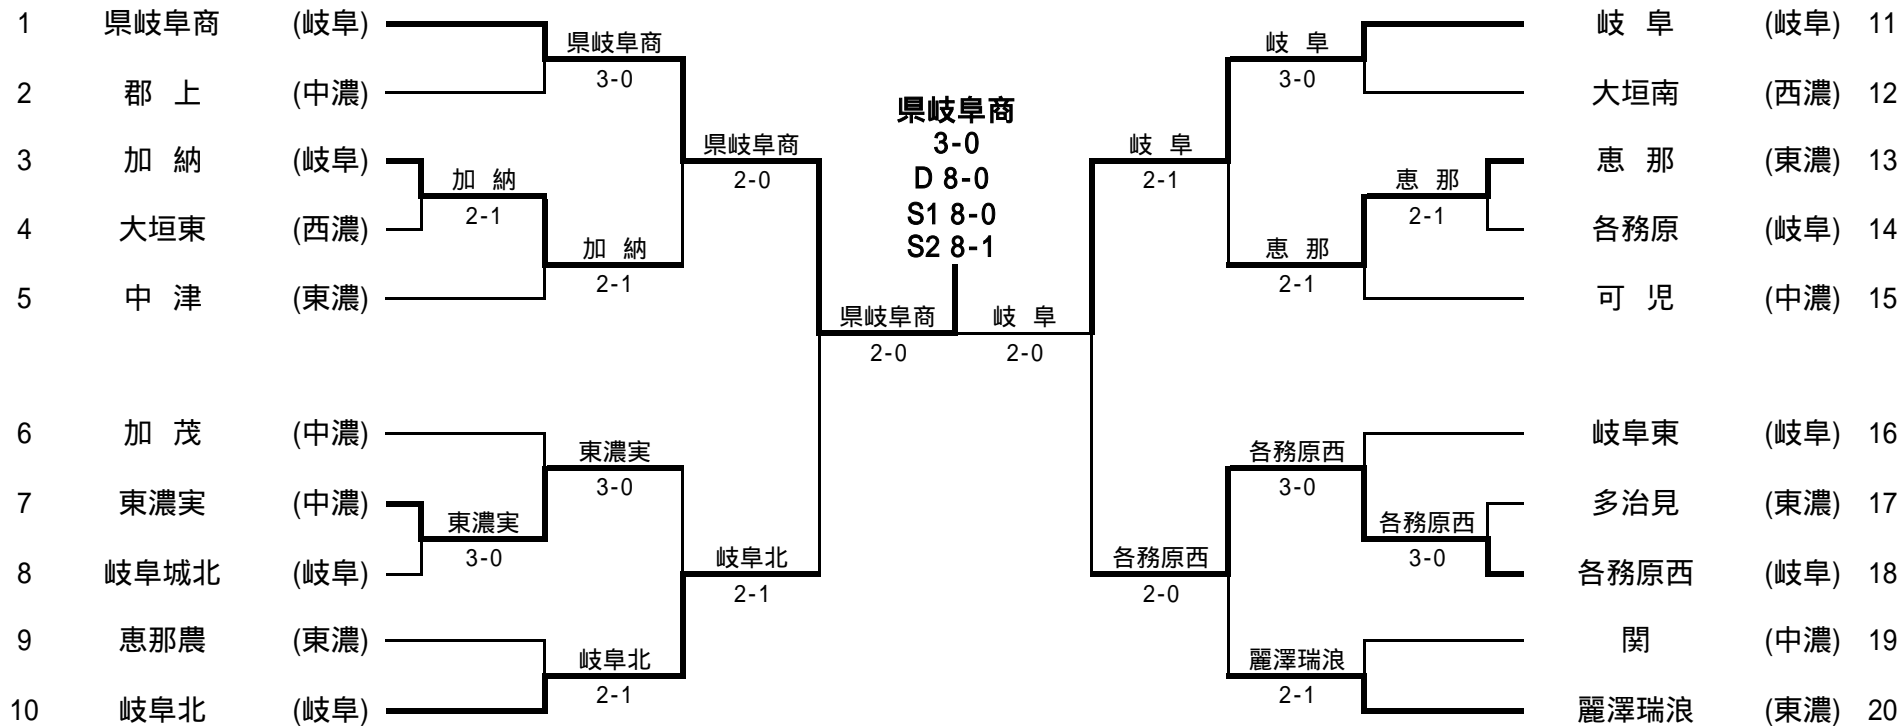 1 県岐阜商 (岐阜)
2 郡 上 (中濃)
3 加 納 (岐阜)
4 大垣東 (西濃)
5 中 津 (東濃)
6 加 茂 (中濃)
7 東濃実 (中濃)
8 岐阜城北 (岐阜)
9 恵那農 (東濃)
10 岐阜北 (岐阜)
加 納
2-1
東濃実
3-0
県岐阜商
3-0
加 納
2-1
東濃実
3-0
岐阜北
2-1
県岐阜商
2-0
岐阜北
2-1
県岐阜商
2-0
県岐阜商
3-0
D 8-0
S1 8-0
S2 8-1
岐 阜
2-0
岐 阜
2-1
各務原西
2-0
岐 阜
3-0
恵 那
2-1
各務原西
3-0
麗澤瑞浪
2-1
恵 那
2-1
各務原西
3-0
岐 阜 (岐阜) 11
大垣南 (西濃) 12
恵 那 (東濃) 13
各務原 (岐阜) 14
可 児 (中濃) 15
岐阜東 (岐阜) 16
多治見 (東濃) 17
各務原西 (岐阜) 18
関 (中濃) 19
麗澤瑞浪 (東濃) 20